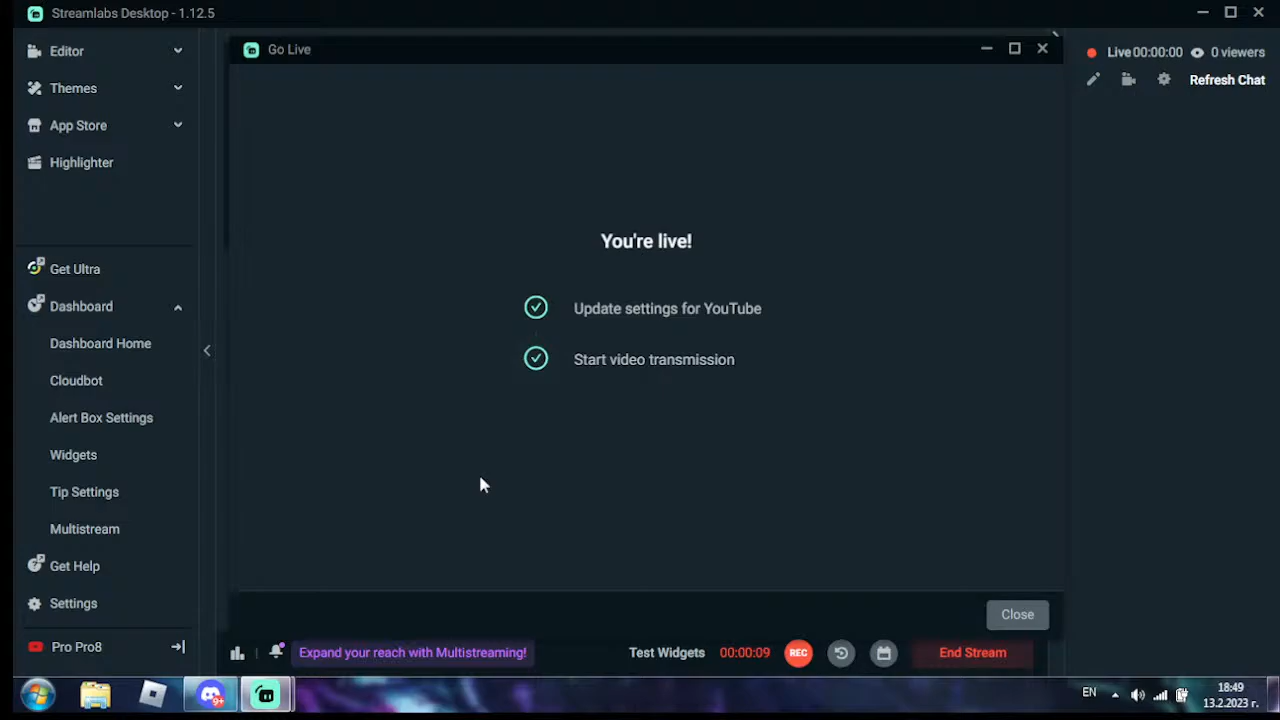 Streamlabs Desktop - 1.12.5
Editor
Themes
App Store
Highlighter
Get Ultra
Dashboard
Dashboard Home
Cloudbot
Alert Box Settings
Widgets
Tip Settings
Multistream
Get Help
Settings
Pro Pro8
Go Live
You're live!
Update settings for YouTube
Start video transmission
Close
Expand your reach with Multistreaming!
Test Widgets 00:00:09 REC End Stream
Live 00:00:00 0 viewers
Refresh Chat
9+
EN
18:49
13.2.2023 г.